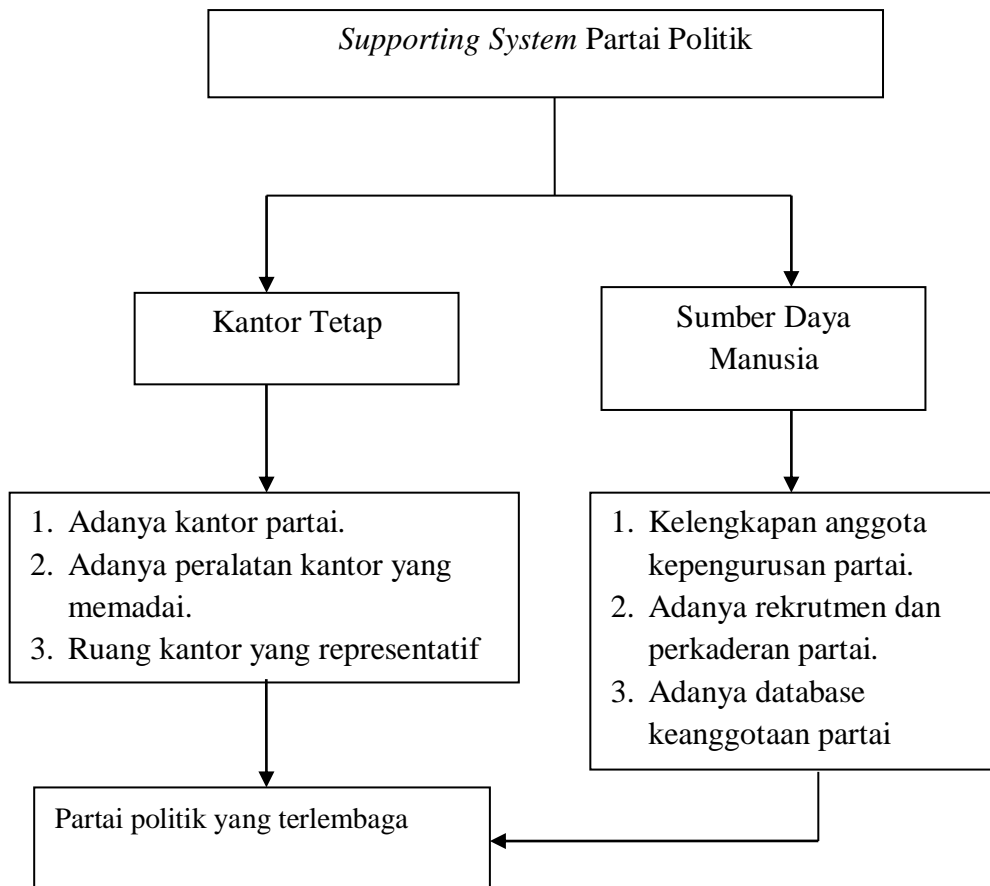 Supporting System Partai Politik
Kantor Tetap
Sumber Daya
Manusia
1. Adanya kantor partai.
2. Adanya peralatan kantor yang
memadai.
3. Ruang kantor yang representatif
1. Kelengkapan anggota
kepengurusan partai.
2. Adanya rekrutmen dan
perkaderan partai.
3. Adanya database
keanggotaan partai
Partai politik yang terlembaga